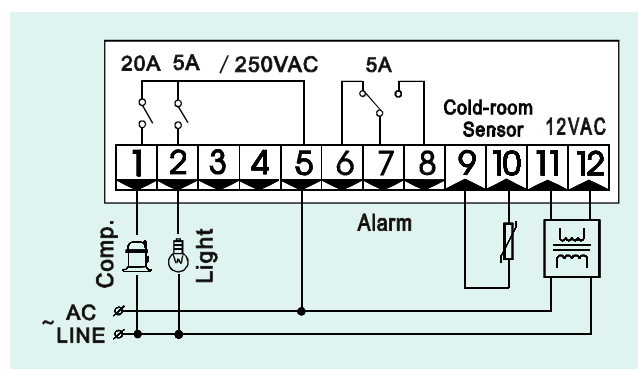 20A 5A / 250VAC 5A
Cold-room
Sensor 12VAC
1 2 3 4 5 6 7 8 9 10 11 12
Comp.
Light
Alarm
~ AC
LINE